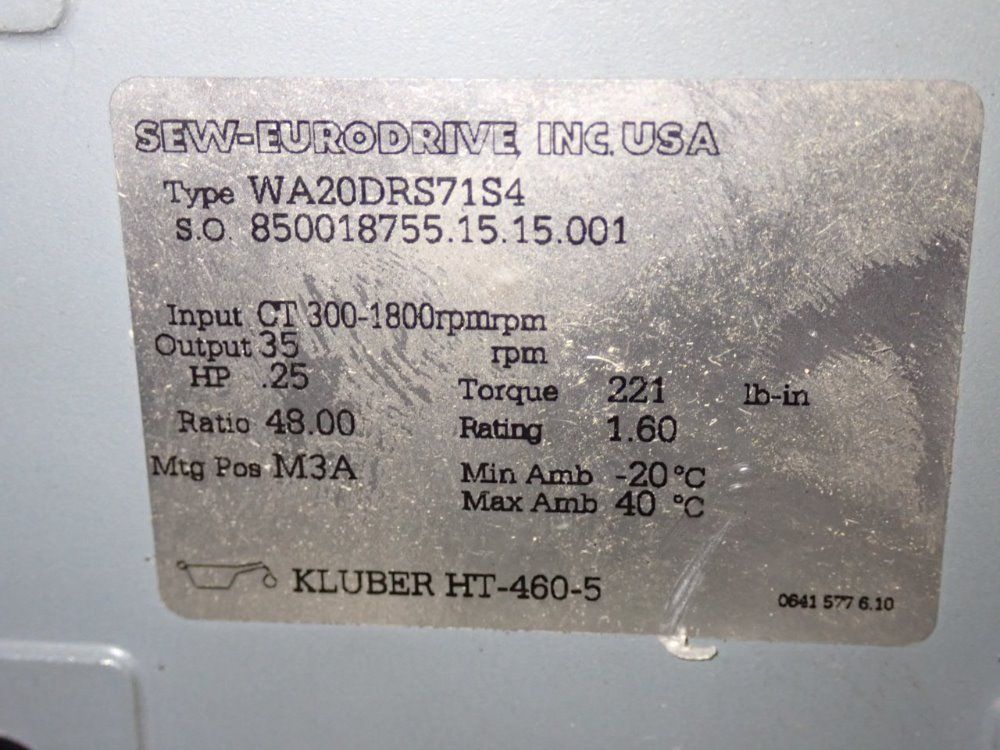 SEW-EURODRIVE, INC. USA
Type WA20DRS71S4
S.O. 850018755.15.15.001
Input CT 300-1800rpmrpm
Output 35 rpm
HP .25 Torque 221 lb-in
Ratio 48.00 Rating 1.60
Mtg Pos M3A Min Amb -20 °C
Max Amb 40 °C
KLUBER HT-460-5
0641 577 6.10